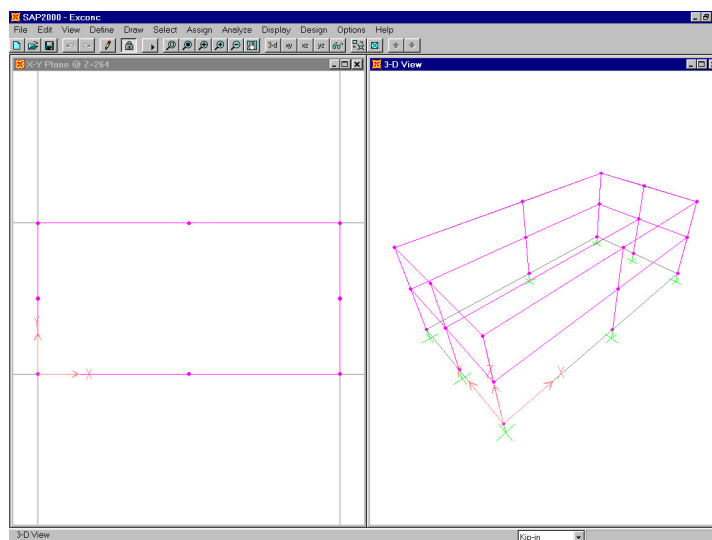 SAP2000 - Exconc
File Edit View Define Draw Select Assign Analyze Display Design Options Help
3-d xy xz yz
X-Y Plane @ Z=264
3-D View
Y
X
Z
X
3-D View
Kip-in